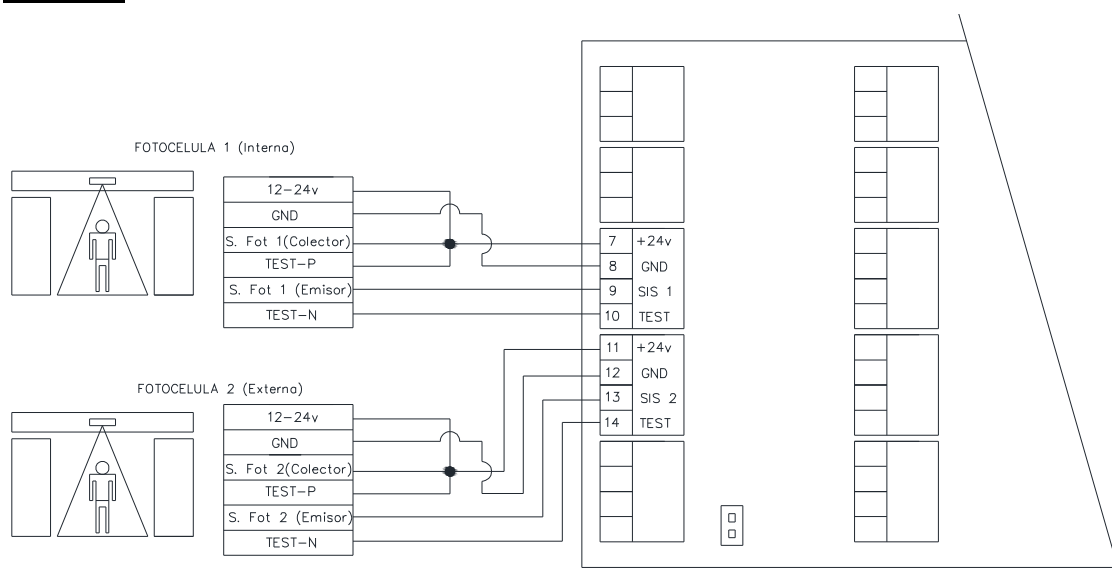 FOTOCELULA 1 (Interna)
12-24v
GND
S. Fot 1(Colector)
TEST-P
S. Fot 1 (Emisor)
TEST-N
7 +24v
8 GND
9 SIS 1
10 TEST
11 +24v
12 GND
13 SIS 2
14 TEST
FOTOCELULA 2 (Externa)
12-24v
GND
S. Fot 2(Colector)
TEST-P
S. Fot 2 (Emisor)
TEST-N